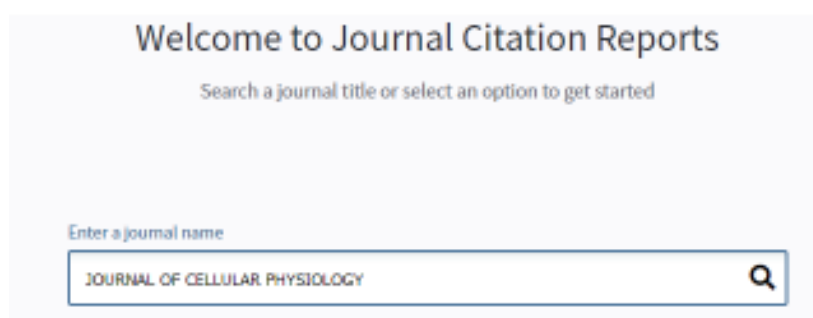 Welcome to Journal Citation Reports
Search a journal title or select an option to get started
Enter a journal name
JOURNAL OF CELLULAR PHYSIOLOGY